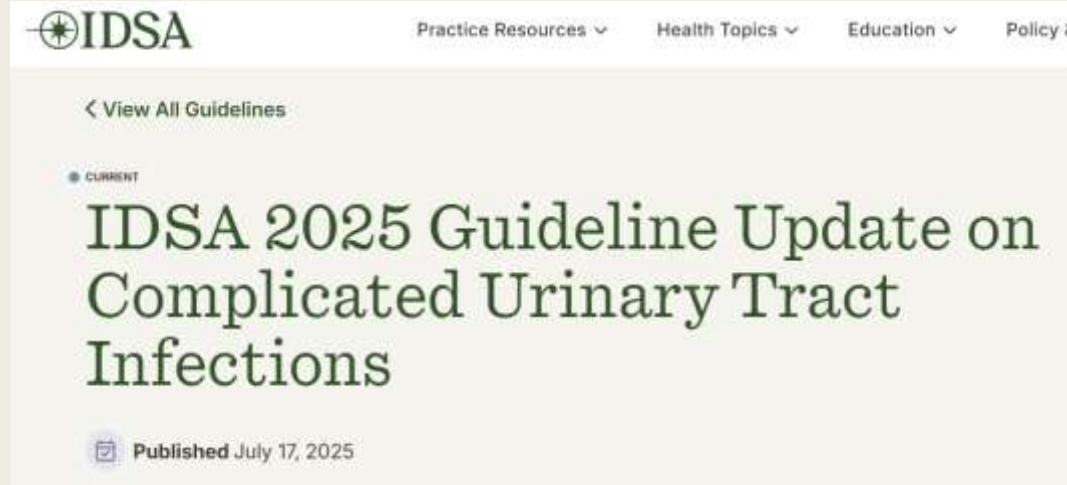 IDSA
Practice Resources Health Topics Education Policy &
View All Guidelines
CURRENT
IDSA 2025 Guideline Update on
Complicated Urinary Tract
Infections
Published July 17, 2025